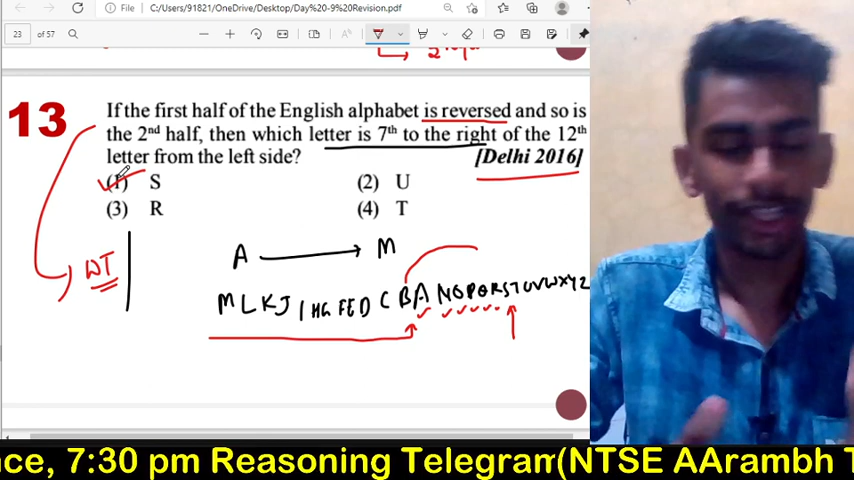 File
C:/Users/91821/OneDrive/Desktop/Day%20-9%20Revision.pdf
23 of 57
13 If the first half of the English alphabet is reversed and so is
the 2nd half, then which letter is 7th to the right of the 12th
letter from the left side? [Delhi 2016]
(1) S (2) U
(3) R (4) T
A M
WT
M L K J I H G F E D C B A N O P Q R S T U V W X Y Z
nce, 7:30 pm Reasoning Telegram(NTSE AArambh T